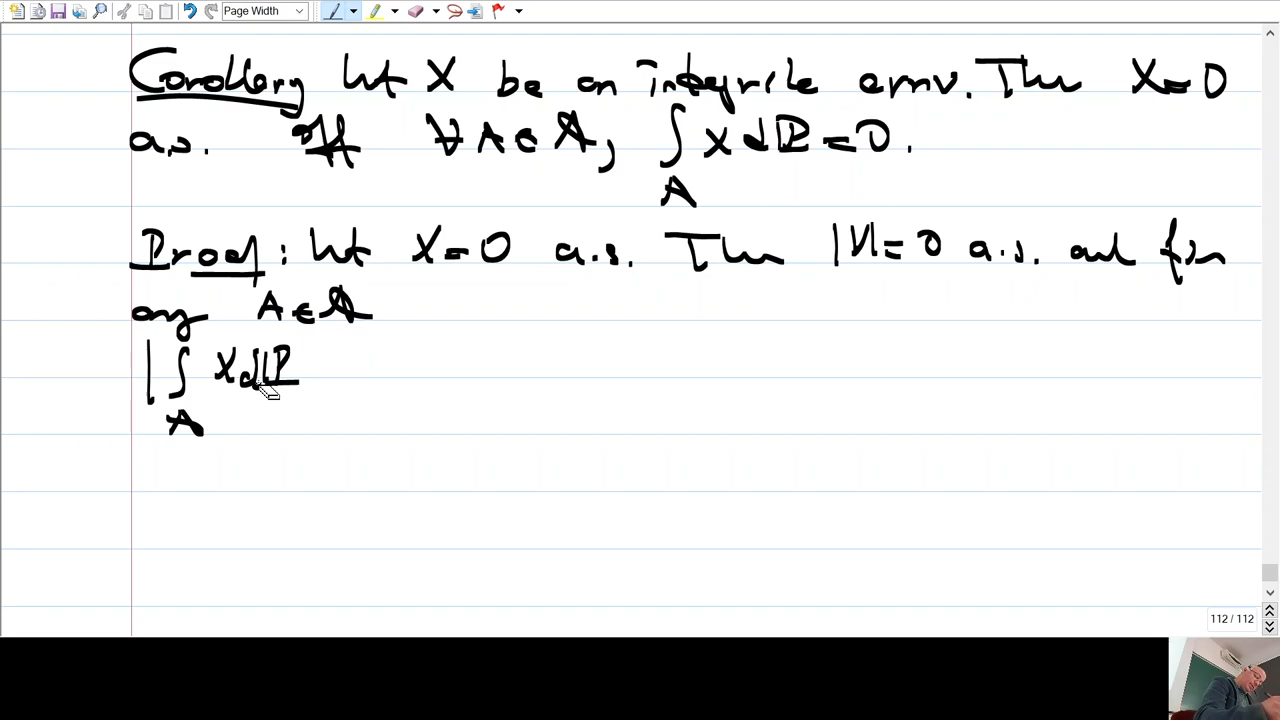 Page Width
Corollary Let X be an integrable erv. Then X=0
a.s. iff ∀A∈𝔸, ∫_A X dℙ=0.
Proof: Let X=0 a.s. Then |X|=0 a.s. and for
any A∈𝔸
|∫_A X dℙ
112 / 112